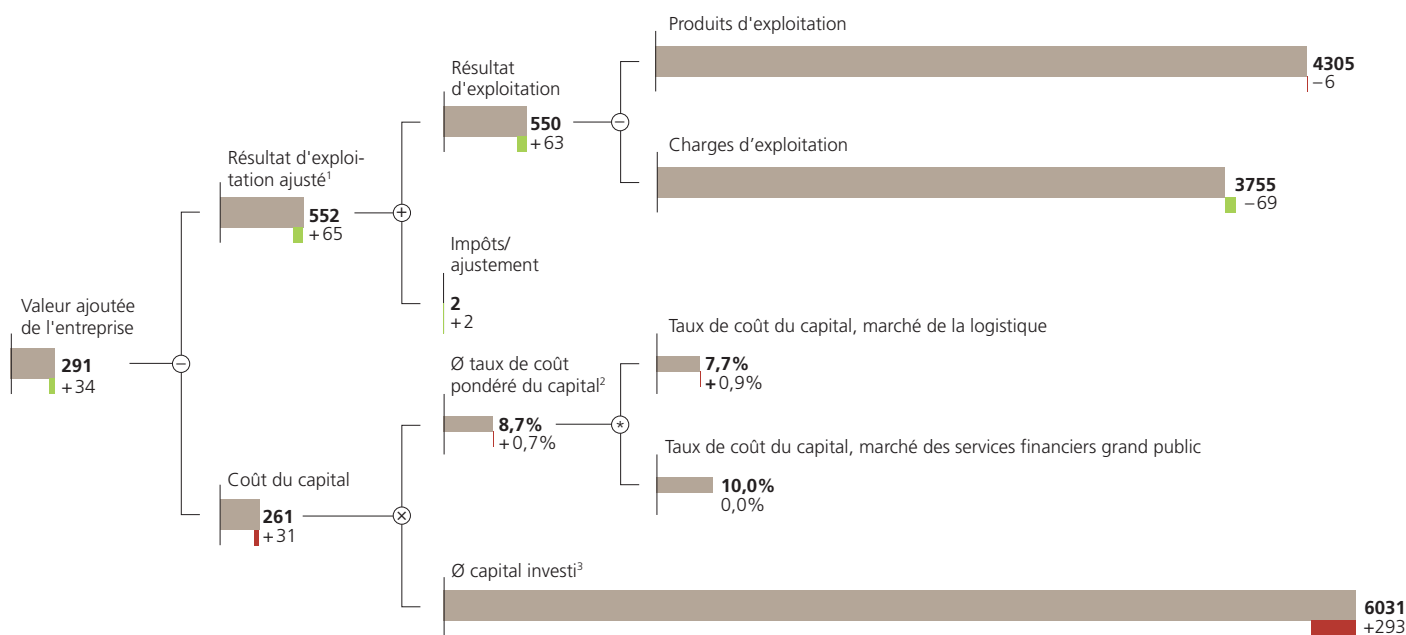 Produits d'exploitation
4305
–6
Résultat
d'exploitation
550
−
+63
Charges d’exploitation
3755
–69
Résultat d'exploi-
tation ajusté1
552
+
+65
Impôts/
ajustement
2
+2
Valeur ajoutée
de l'entreprise
291
−
+34
Taux de coût du capital, marché de la logistique
7,7%
+0,9%
Ø taux de coût
pondéré du capital2
8,7%
*
+0,7%
Taux de coût du capital, marché des services financiers grand public
10,0%
0,0%
Coût du capital
261
×
+31
Ø capital investi3
6031
+293